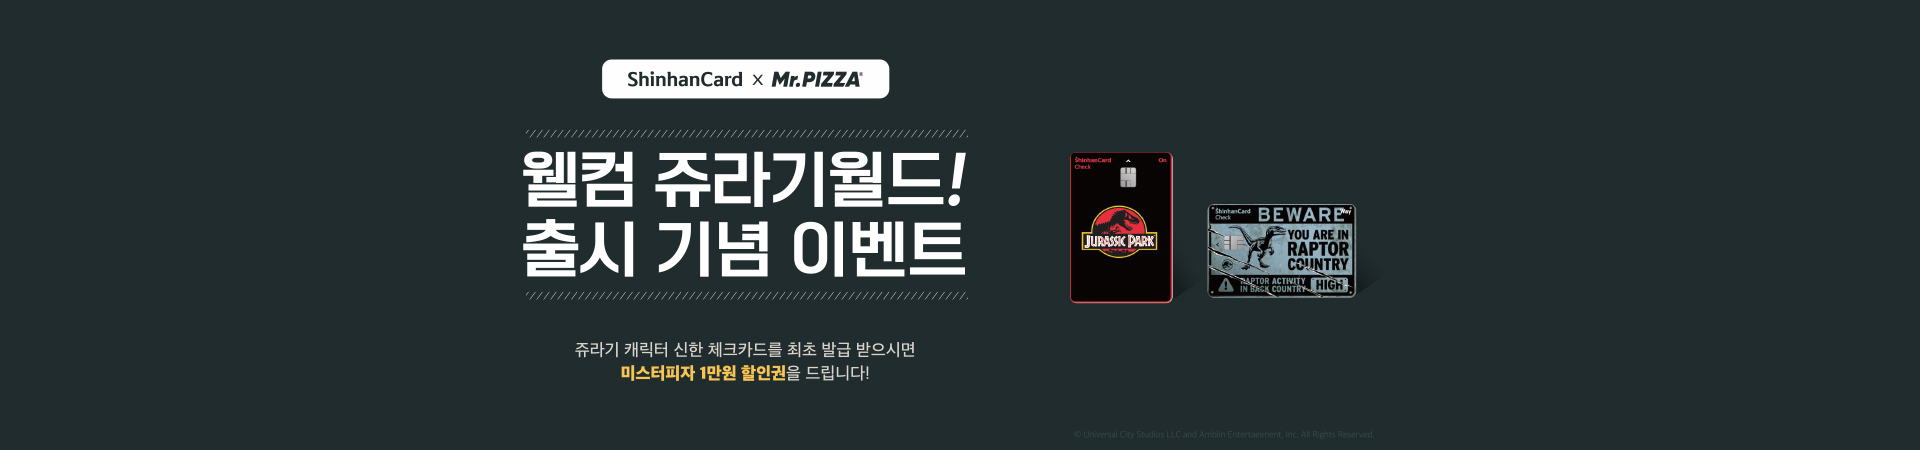 ShinhanCard x Mr.PIZZA
웰컴 쥬라기월드!
출시 기념 이벤트
쥬라기 캐릭터 신한 체크카드를 최초 발급 받으시면
미스터피자 1만원 할인권을 드립니다!
ShinhanCard
Check
On
JURASSIC PARK
ShinhanCard
Check
BEWARE
Way
YOU ARE IN
RAPTOR
COUNTRY
RAPTOR ACTIVITY
IN BACK COUNTRY
HIGH
© Universal City Studios LLC and Amblin Entertainment, Inc. All Rights Reserved.